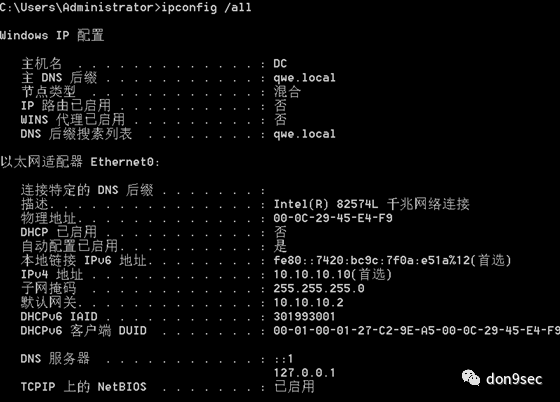 C:\Users\Administrator>ipconfig /all
Windows IP 配置
主机名 . . . . . . . . . . . . . : DC
主 DNS 后缀 . . . . . . . . . . . : qwe.local
节点类型 . . . . . . . . . . . . : 混合
IP 路由已启用 . . . . . . . . . . : 否
WINS 代理已启用 . . . . . . . . . : 否
DNS 后缀搜索列表 . . . . . . . . : qwe.local
以太网适配器 Ethernet0:
连接特定的 DNS 后缀 . . . . . . . :
描述. . . . . . . . . . . . . . . : Intel(R) 82574L 千兆网络连接
物理地址. . . . . . . . . . . . . : 00-0C-29-45-E4-F9
DHCP 已启用 . . . . . . . . . . . : 否
自动配置已启用. . . . . . . . . . : 是
本地链接 IPv6 地址. . . . . . . . : fe80::7420:bc9c:7f0a:e51a%12(首选)
IPv4 地址 . . . . . . . . . . . . : 10.10.10.10(首选)
子网掩码 . . . . . . . . . . . . : 255.255.255.0
默认网关. . . . . . . . . . . . . : 10.10.10.2
DHCPv6 IAID . . . . . . . . . . . : 301993001
DHCPv6 客户端 DUID . . . . . . . : 00-01-00-01-27-C2-9E-A5-00-0C-29-45-E4-F9
DNS 服务器 . . . . . . . . . . . : ::1
127.0.0.1
TCPIP 上的 NetBIOS . . . . . . . : 已启用
don9sec